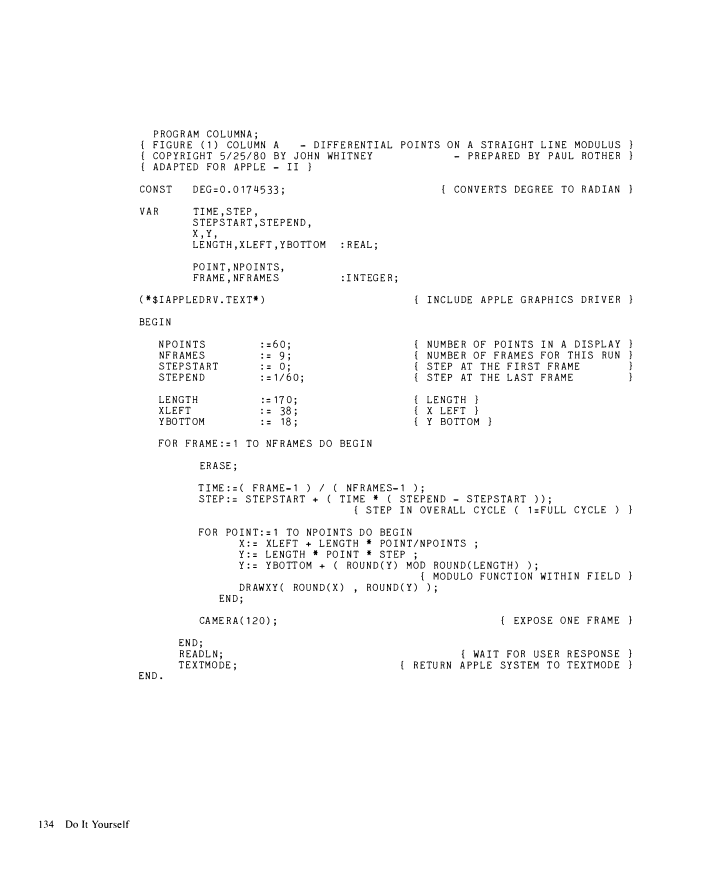 PROGRAM COLUMNA;
{ FIGURE (1) COLUMN A - DIFFERENTIAL POINTS ON A STRAIGHT LINE MODULUS }
{ COPYRIGHT 5/25/80 BY JOHN WHITNEY - PREPARED BY PAUL ROTHER }
{ ADAPTED FOR APPLE - II }
CONST DEG=0.0174533; { CONVERTS DEGREE TO RADIAN }
VAR TIME,STEP,
STEPSTART,STEPEND,
X,Y,
LENGTH,XLEFT,YBOTTOM :REAL;
POINT,NPOINTS,
FRAME,NFRAMES :INTEGER;
(*$IAPPLEDRV.TEXT*) { INCLUDE APPLE GRAPHICS DRIVER }
BEGIN
NPOINTS :=60; { NUMBER OF POINTS IN A DISPLAY }
NFRAMES := 9; { NUMBER OF FRAMES FOR THIS RUN }
STEPSTART := 0; { STEP AT THE FIRST FRAME }
STEPEND :=1/60; { STEP AT THE LAST FRAME }
LENGTH :=170; { LENGTH }
XLEFT := 38; { X LEFT }
YBOTTOM := 18; { Y BOTTOM }
FOR FRAME:=1 TO NFRAMES DO BEGIN
ERASE;
TIME:=( FRAME-1 ) / ( NFRAMES-1 );
STEP:= STEPSTART + ( TIME * ( STEPEND - STEPSTART ));
{ STEP IN OVERALL CYCLE ( 1=FULL CYCLE ) }
FOR POINT:=1 TO NPOINTS DO BEGIN
X:= XLEFT + LENGTH * POINT/NPOINTS ;
Y:= LENGTH * POINT * STEP ;
Y:= YBOTTOM + ( ROUND(Y) MOD ROUND(LENGTH) );
{ MODULO FUNCTION WITHIN FIELD }
DRAWXY( ROUND(X) , ROUND(Y) );
END;
CAMERA(120); { EXPOSE ONE FRAME }
END;
READLN; { WAIT FOR USER RESPONSE }
TEXTMODE; { RETURN APPLE SYSTEM TO TEXTMODE }
END.
134 Do It Yourself